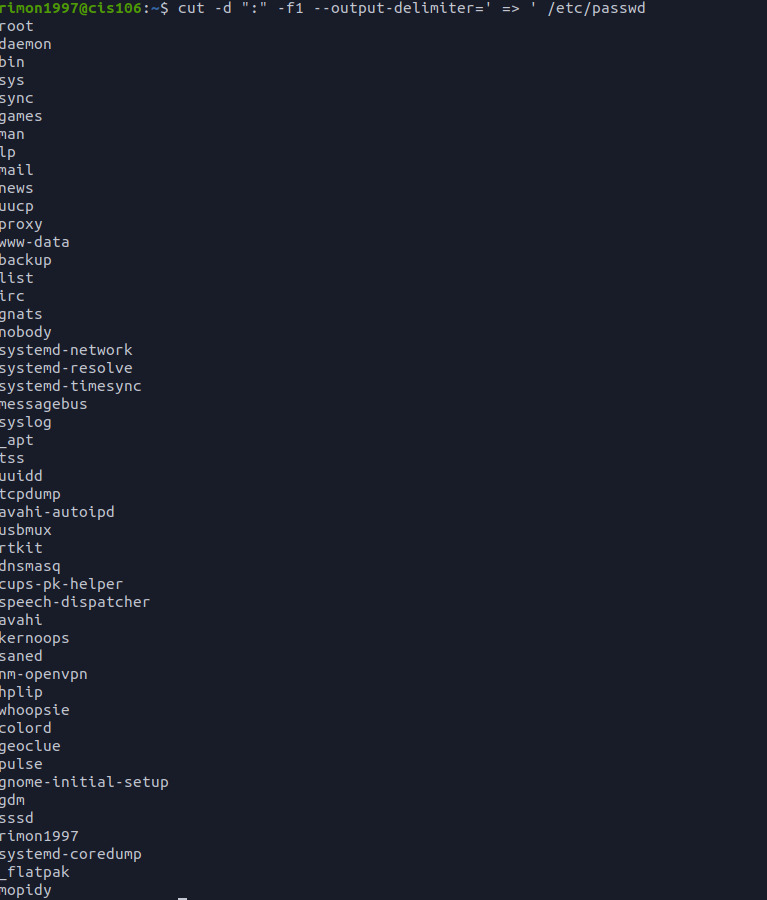 rimon1997@cis106:~$ cut -d ":" -f1 --output-delimiter=' => ' /etc/passwd
root
daemon
bin
sys
sync
games
man
lp
mail
news
uucp
proxy
www-data
backup
list
irc
gnats
nobody
systemd-network
systemd-resolve
systemd-timesync
messagebus
syslog
_apt
tss
uuidd
tcpdump
avahi-autoipd
usbmux
rtkit
dnsmasq
cups-pk-helper
speech-dispatcher
avahi
kernoops
saned
nm-openvpn
hplip
whoopsie
colord
geoclue
pulse
gnome-initial-setup
gdm
sssd
rimon1997
systemd-coredump
_flatpak
mopidy